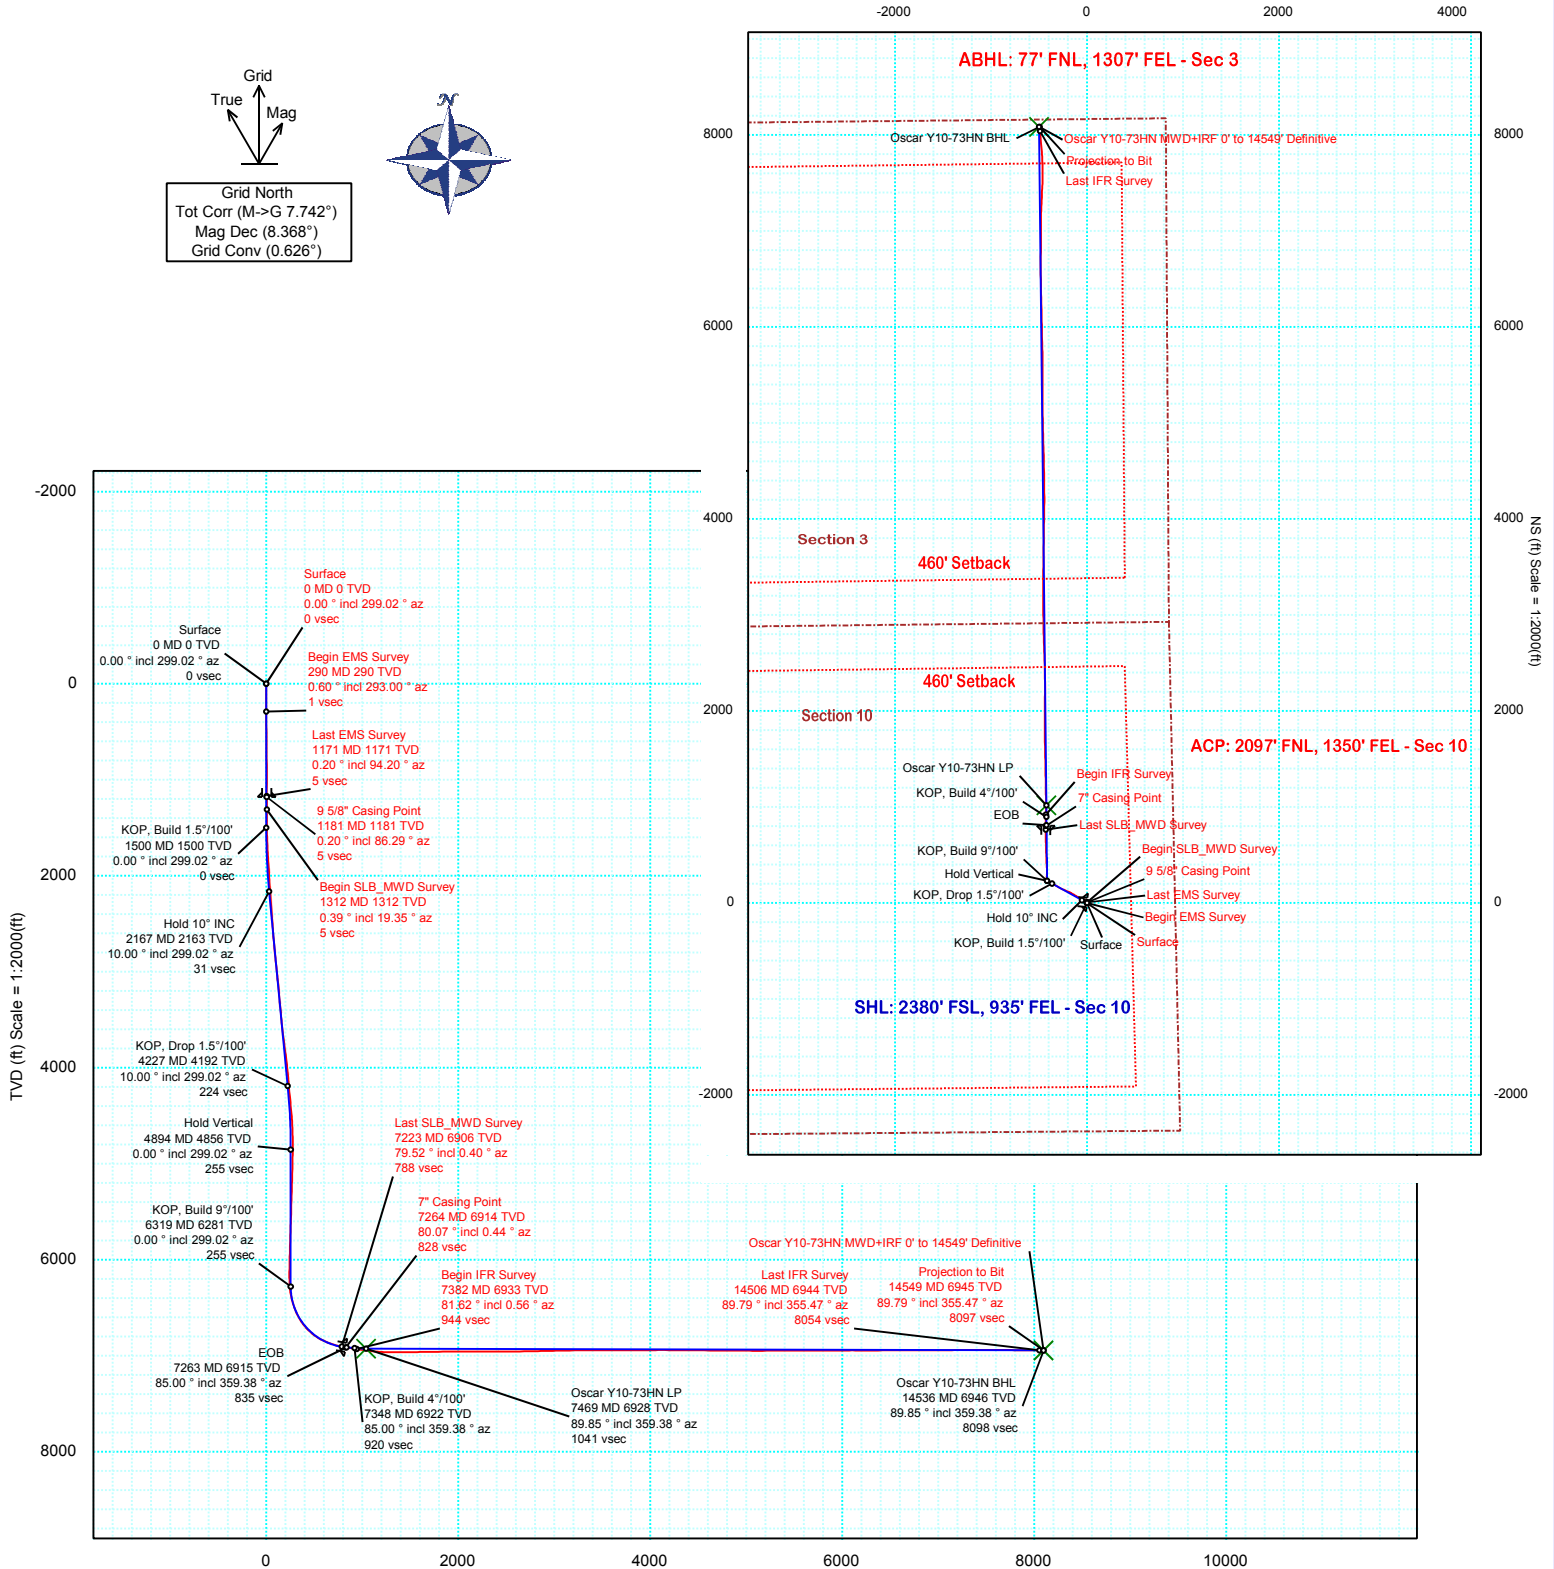 Grid
True
Mag
Grid North
Tot Corr (M->G 7.742°)
Mag Dec (8.368°)
Grid Conv (0.626°)
N
-2000
0
2000
4000
ABHL: 77' FNL, 1307' FEL - Sec 3
8000
8000
Oscar Y10-73HN BHL
Oscar Y10-73HN MWD+IRF 0' to 14549' Definitive
Projection to Bit
Last IFR Survey
6000
6000
4000
4000
Section 3
460' Setback
460' Setback
Section 10
2000
2000
ACP: 2097' FNL, 1350' FEL - Sec 10
Oscar Y10-73HN LP
Begin IFR Survey
KOP, Build 4°/100'
7" Casing Point
EOB
Last SLB_MWD Survey
KOP, Build 9°/100'
Begin SLB_MWD Survey
Hold Vertical
9 5/8" Casing Point
KOP, Drop 1.5°/100'
Last EMS Survey
0
0
Hold 10° INC
Begin EMS Survey
KOP, Build 1.5°/100'
Surface
Surface
SHL: 2380' FSL, 935' FEL - Sec 10
-2000
-2000
NS (ft) Scale = 1:2000(ft)
TVD (ft) Scale = 1:2000(ft)
-2000
0
2000
4000
6000
8000
Surface
0 MD 0 TVD
0.00 ° incl 299.02 ° az
0 vsec
Surface
0 MD 0 TVD
0.00 ° incl 299.02 ° az
0 vsec
Begin EMS Survey
290 MD 290 TVD
0.60 ° incl 293.00 ° az
1 vsec
Last EMS Survey
1171 MD 1171 TVD
0.20 ° incl 94.20 ° az
5 vsec
9 5/8" Casing Point
1181 MD 1181 TVD
0.20 ° incl 86.29 ° az
5 vsec
KOP, Build 1.5°/100'
1500 MD 1500 TVD
0.00 ° incl 299.02 ° az
0 vsec
Begin SLB_MWD Survey
1312 MD 1312 TVD
0.39 ° incl 19.35 ° az
5 vsec
Hold 10° INC
2167 MD 2163 TVD
10.00 ° incl 299.02 ° az
31 vsec
KOP, Drop 1.5°/100'
4227 MD 4192 TVD
10.00 ° incl 299.02 ° az
224 vsec
Hold Vertical
4894 MD 4856 TVD
0.00 ° incl 299.02 ° az
255 vsec
Last SLB_MWD Survey
7223 MD 6906 TVD
79.52 ° incl 0.40 ° az
788 vsec
KOP, Build 9°/100'
6319 MD 6281 TVD
0.00 ° incl 299.02 ° az
255 vsec
7" Casing Point
7264 MD 6914 TVD
80.07 ° incl 0.44 ° az
828 vsec
Begin IFR Survey
7382 MD 6933 TVD
81.62 ° incl 0.56 ° az
944 vsec
Oscar Y10-73HN MWD+IRF 0' to 14549' Definitive
Last IFR Survey
14506 MD 6944 TVD
89.79 ° incl 355.47 ° az
8054 vsec
Projection to Bit
14549 MD 6945 TVD
89.79 ° incl 355.47 ° az
8097 vsec
EOB
7263 MD 6915 TVD
85.00 ° incl 359.38 ° az
835 vsec
KOP, Build 4°/100'
7348 MD 6922 TVD
85.00 ° incl 359.38 ° az
920 vsec
Oscar Y10-73HN LP
7469 MD 6928 TVD
89.85 ° incl 359.38 ° az
1041 vsec
Oscar Y10-73HN BHL
14536 MD 6946 TVD
89.85 ° incl 359.38 ° az
8098 vsec
0
2000
4000
6000
8000
10000